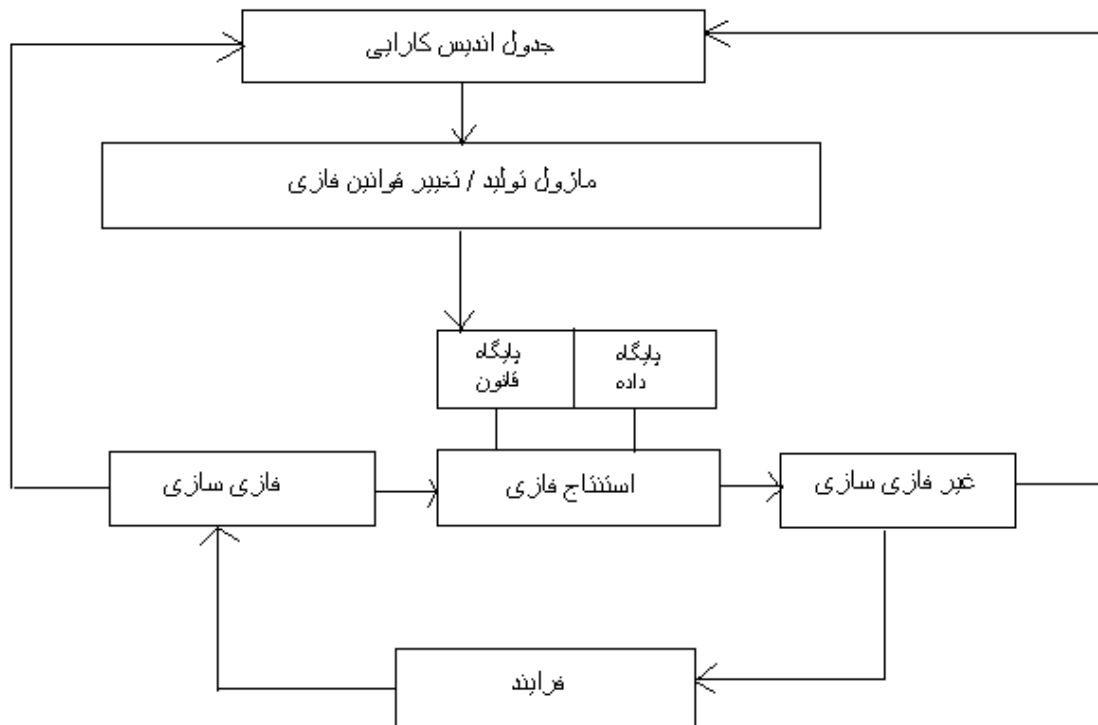 جدول اندیس کارایی
ماژول تولید / تغییر قوانین فازی
پایگاه
قانون
پایگاه
داده
فازی سازی
استنتاج فازی
غیر فازی سازی
فرایند